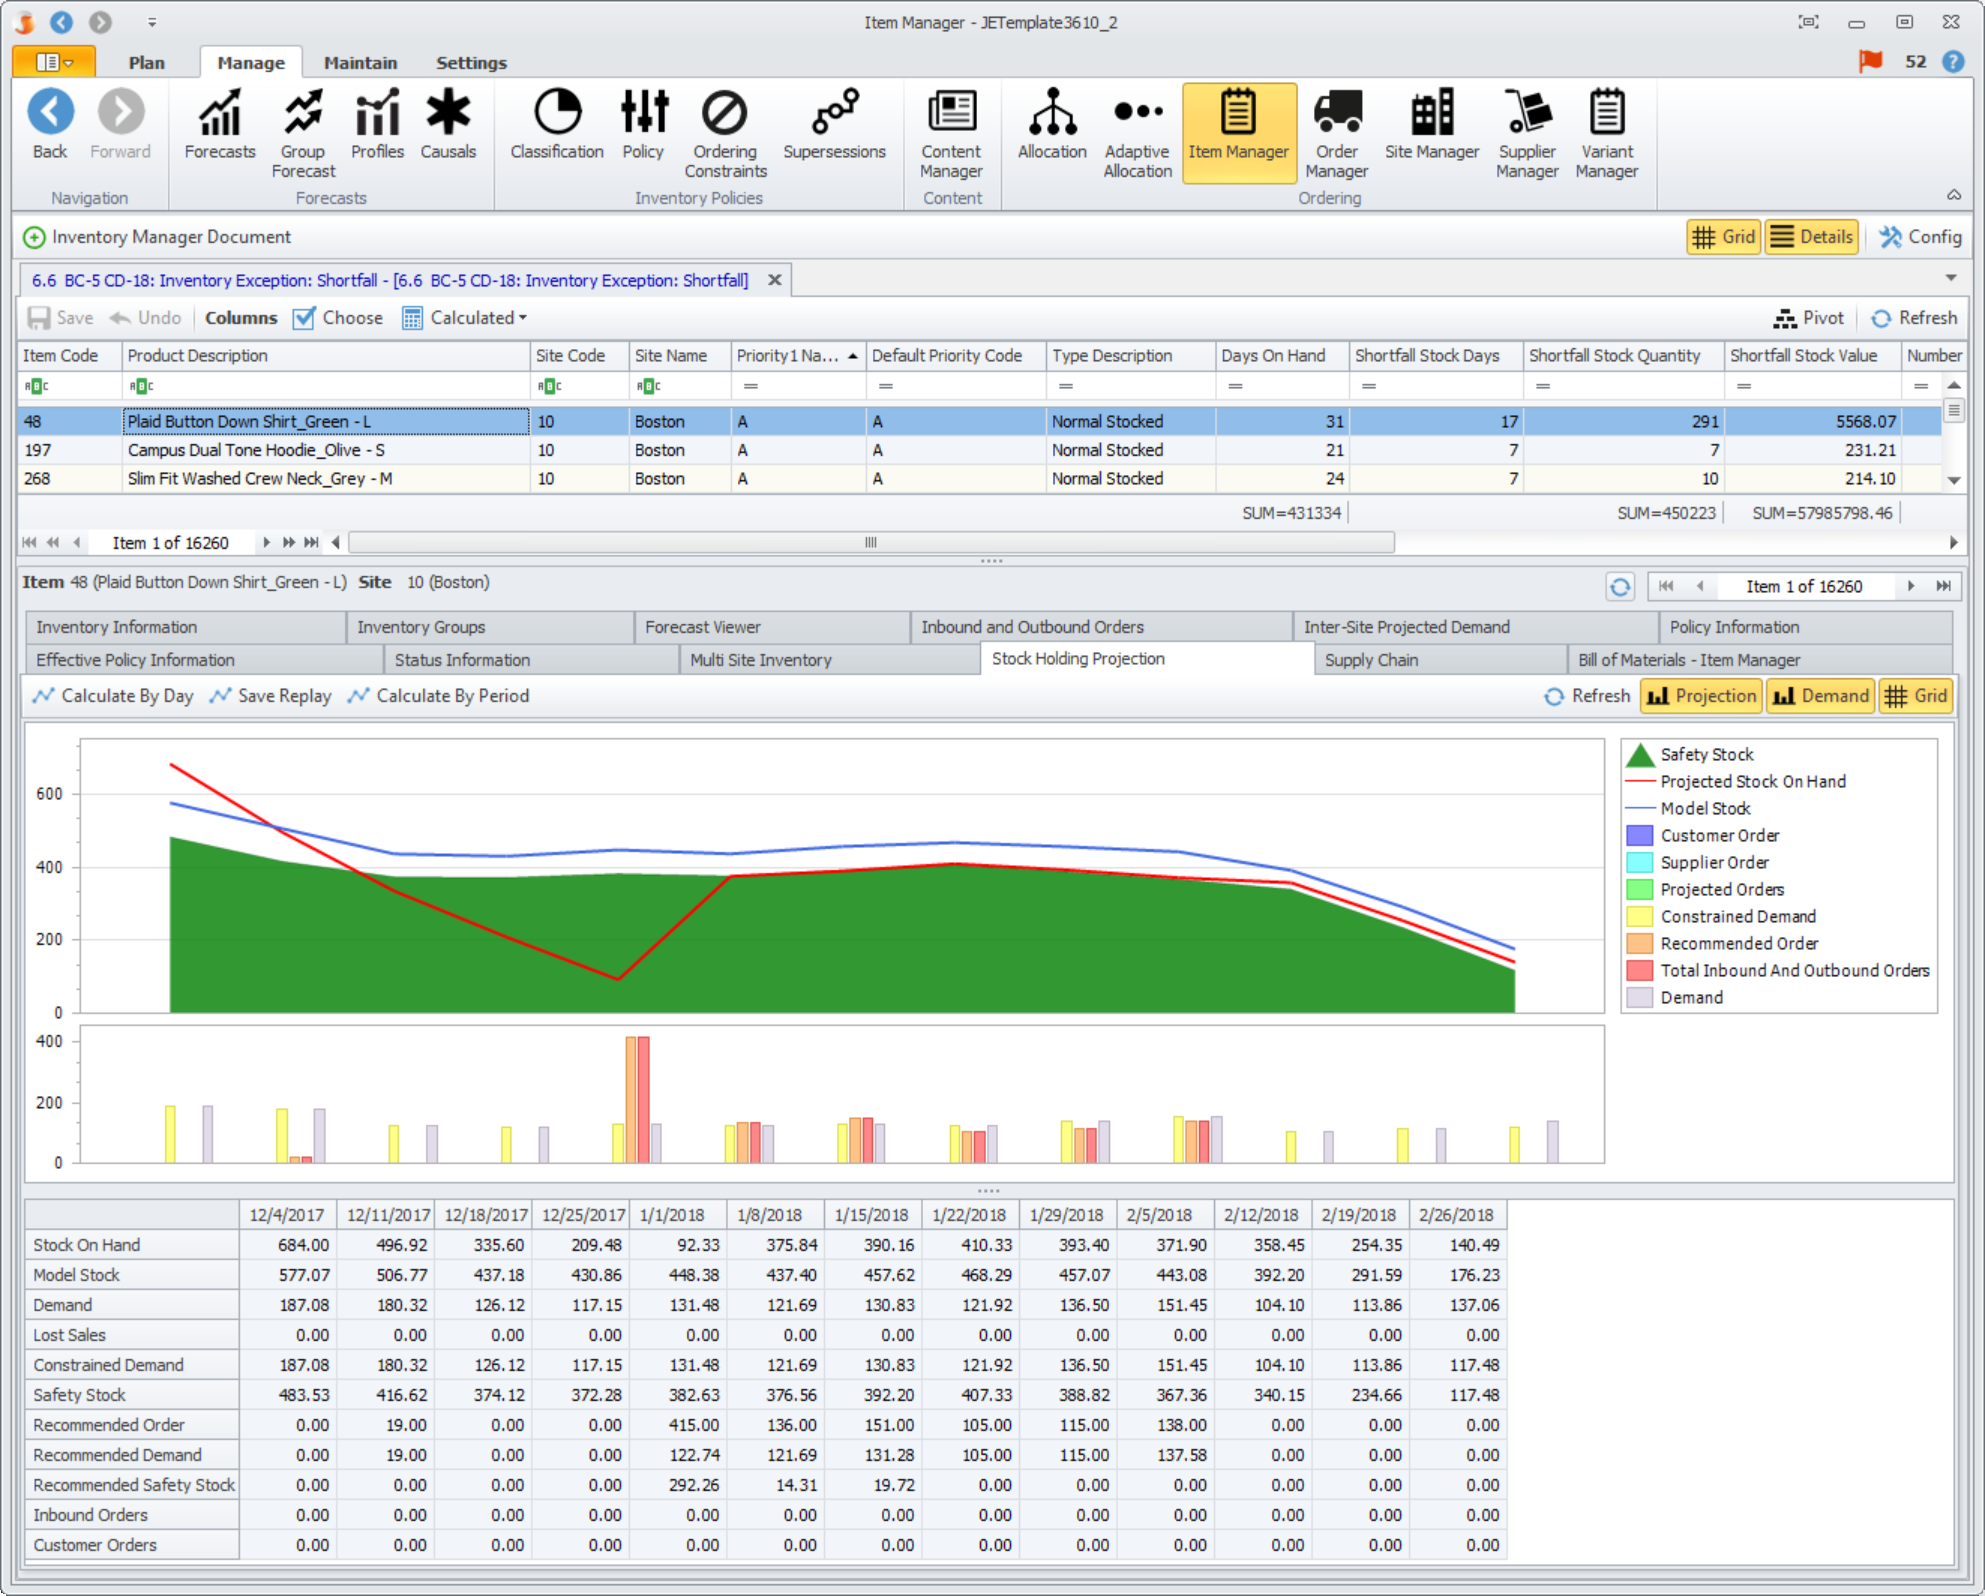 Item Manager - JETemplate3610_2
Plan Manage Maintain Settings 52 ?
Back Forward Forecasts Group Forecast Profiles Causals Classification Policy Ordering Constraints Supersessions Content Manager Allocation Adaptive Allocation Item Manager Order Manager Site Manager Supplier Manager Variant Manager
Navigation Forecasts Inventory Policies Content Ordering
Inventory Manager Document Grid Details Config
6.6 BC-5 CD-18: Inventory Exception: Shortfall - [6.6 BC-5 CD-18: Inventory Exception: Shortfall]
Save Undo Columns Choose Calculated Pivot Refresh
Item Code Product Description Site Code Site Name Priority1 Na... Default Priority Code Type Description Days On Hand Shortfall Stock Days Shortfall Stock Quantity Shortfall Stock Value Number
ABC ABC ABC ABC = = = = = = = =
48 Plaid Button Down Shirt_Green - L 10 Boston A A Normal Stocked 31 17 291 5568.07
197 Campus Dual Tone Hoodie_Olive - S 10 Boston A A Normal Stocked 21 7 7 231.21
268 Slim Fit Washed Crew Neck_Grey - M 10 Boston A A Normal Stocked 24 7 10 214.10
SUM=431334 SUM=450223 SUM=57985798.46
Item 1 of 16260
Item 48 (Plaid Button Down Shirt_Green - L) Site 10 (Boston) Item 1 of 16260
Inventory Information Inventory Groups Forecast Viewer Inbound and Outbound Orders Inter-Site Projected Demand Policy Information
Effective Policy Information Status Information Multi Site Inventory Stock Holding Projection Supply Chain Bill of Materials - Item Manager
Calculate By Day Save Replay Calculate By Period Refresh Projection Demand Grid
600
400
200
0
Safety Stock
Projected Stock On Hand
Model Stock
Customer Order
Supplier Order
Projected Orders
Constrained Demand
Recommended Order
Total Inbound And Outbound Orders
Demand
400
200
0
12/4/2017 12/11/2017 12/18/2017 12/25/2017 1/1/2018 1/8/2018 1/15/2018 1/22/2018 1/29/2018 2/5/2018 2/12/2018 2/19/2018 2/26/2018
Stock On Hand 684.00 496.92 335.60 209.48 92.33 375.84 390.16 410.33 393.40 371.90 358.45 254.35 140.49
Model Stock 577.07 506.77 437.18 430.86 448.38 437.40 457.62 468.29 457.07 443.08 392.20 291.59 176.23
Demand 187.08 180.32 126.12 117.15 131.48 121.69 130.83 121.92 136.50 151.45 104.10 113.86 137.06
Lost Sales 0.00 0.00 0.00 0.00 0.00 0.00 0.00 0.00 0.00 0.00 0.00 0.00 0.00
Constrained Demand 187.08 180.32 126.12 117.15 131.48 121.69 130.83 121.92 136.50 151.45 104.10 113.86 117.48
Safety Stock 483.53 416.62 374.12 372.28 382.63 376.56 392.20 407.33 388.82 367.36 340.15 234.66 117.48
Recommended Order 0.00 19.00 0.00 0.00 415.00 136.00 151.00 105.00 115.00 138.00 0.00 0.00 0.00
Recommended Demand 0.00 19.00 0.00 0.00 122.74 121.69 131.28 105.00 115.00 137.58 0.00 0.00 0.00
Recommended Safety Stock 0.00 0.00 0.00 0.00 292.26 14.31 19.72 0.00 0.00 0.00 0.00 0.00 0.00
Inbound Orders 0.00 0.00 0.00 0.00 0.00 0.00 0.00 0.00 0.00 0.00 0.00 0.00 0.00
Customer Orders 0.00 0.00 0.00 0.00 0.00 0.00 0.00 0.00 0.00 0.00 0.00 0.00 0.00